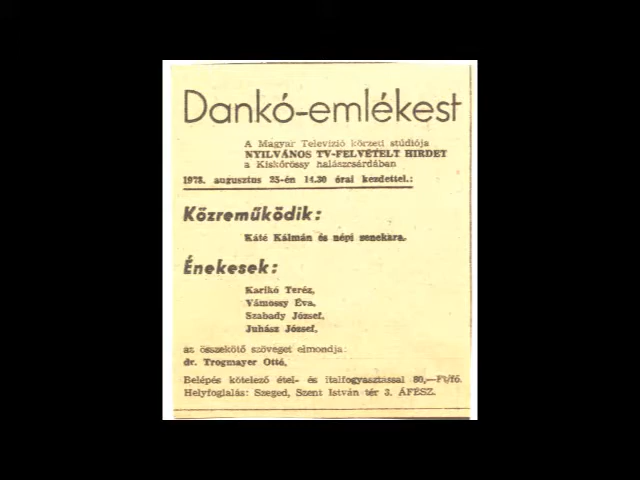 Dankó-emlékest
A Magyar Televízió körzeti stúdiója
NYILVÁNOS TV-FELVÉTELT HIRDET
a Kiskőrössy halászcsárdában
1978. augusztus 25-én 14.30 órai kezdettel.:
Közreműködik:
Káté Kálmán és népi zenekara.
Énekesek:
Karikó Teréz,
Vámossy Éva,
Szabady József,
Juhász József,
az összekötő szöveget elmondja:
dr. Trogmayer Ottó,
Belépés kötelező étel- és italfogyasztással 80,—Ft/fő.
Helyfoglalás: Szeged, Szent István tér 3. ÁFÉSZ.